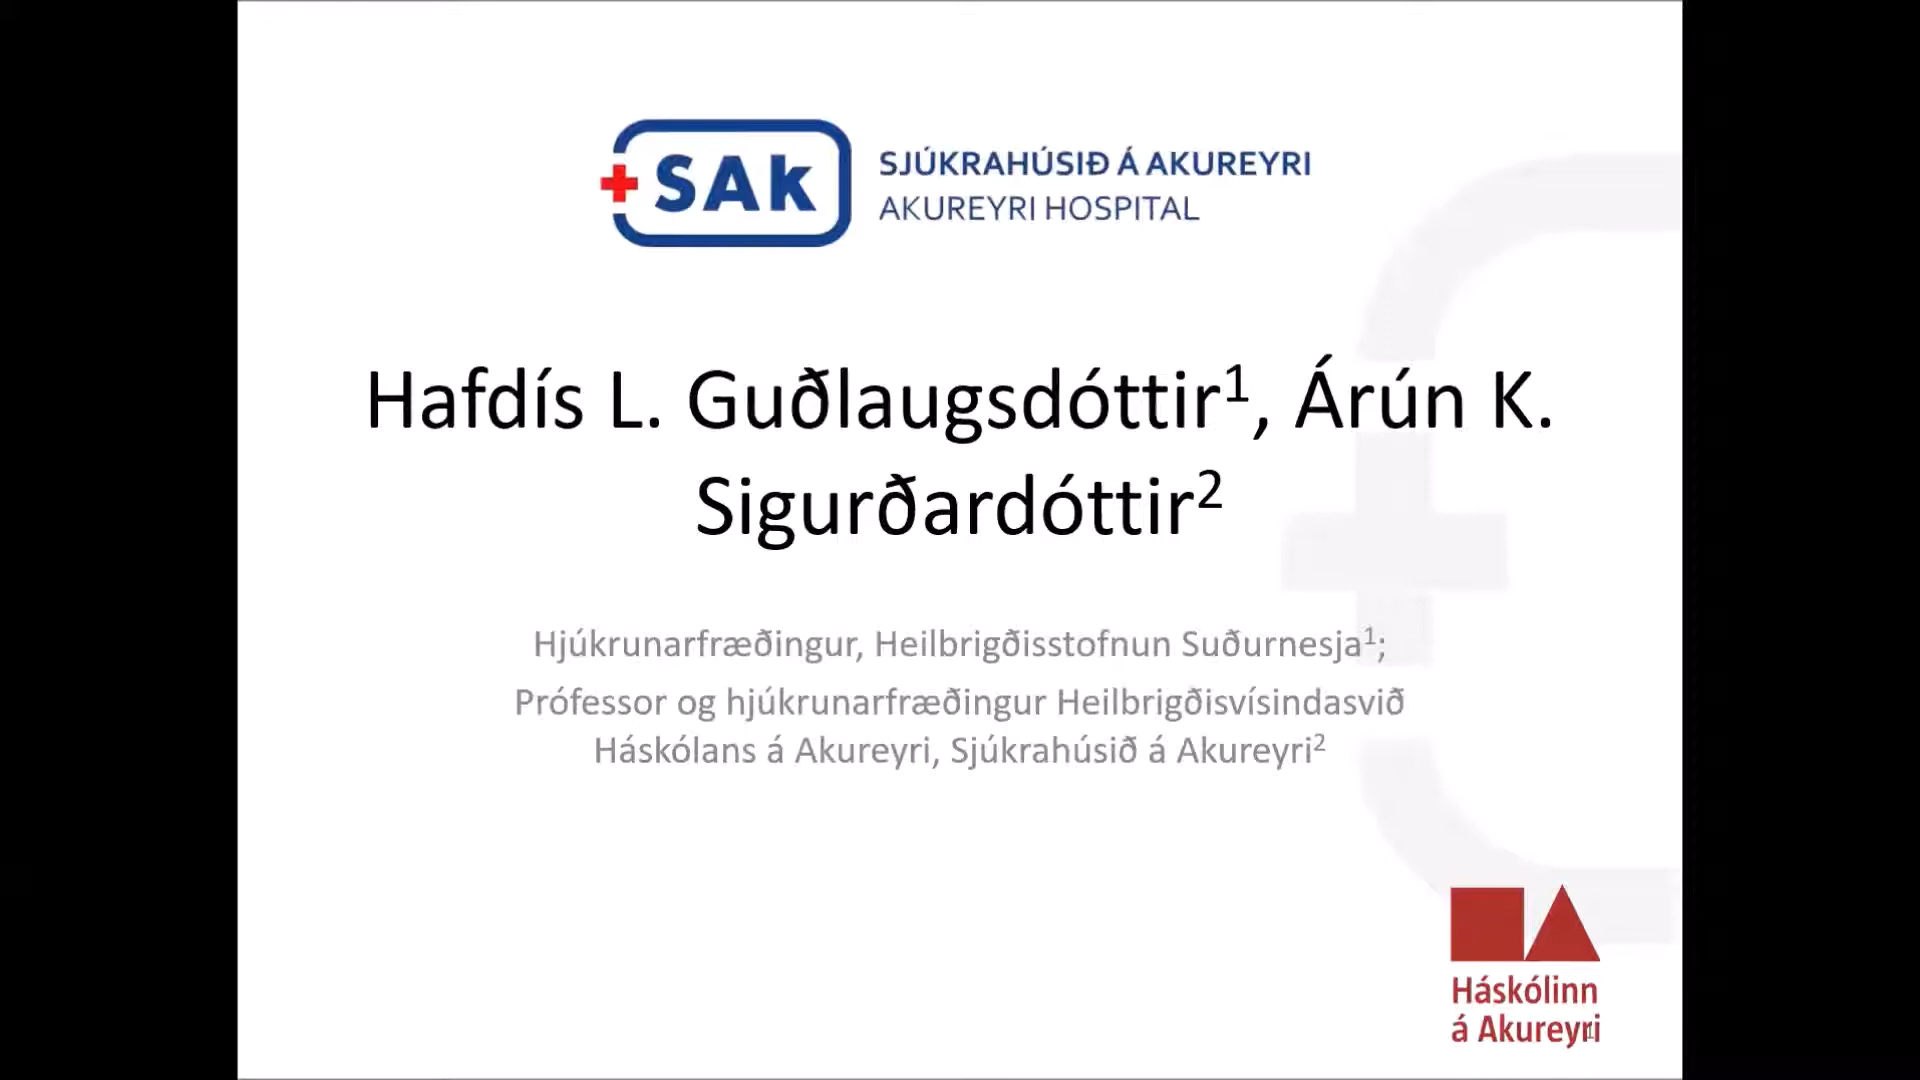 SAk
SJÚKRAHÚSIÐ Á AKUREYRI
AKUREYRI HOSPITAL
Hafdís L. Guðlaugsdóttir¹, Árún K.
Sigurðardóttir²
Hjúkrunarfræðingur, Heilbrigðisstofnun Suðurnesja¹;
Prófessor og hjúkrunarfræðingur Heilbrigðisvísindasvið
Háskólans á Akureyri, Sjúkrahúsið á Akureyri²
Háskólinn
á Akureyri
1